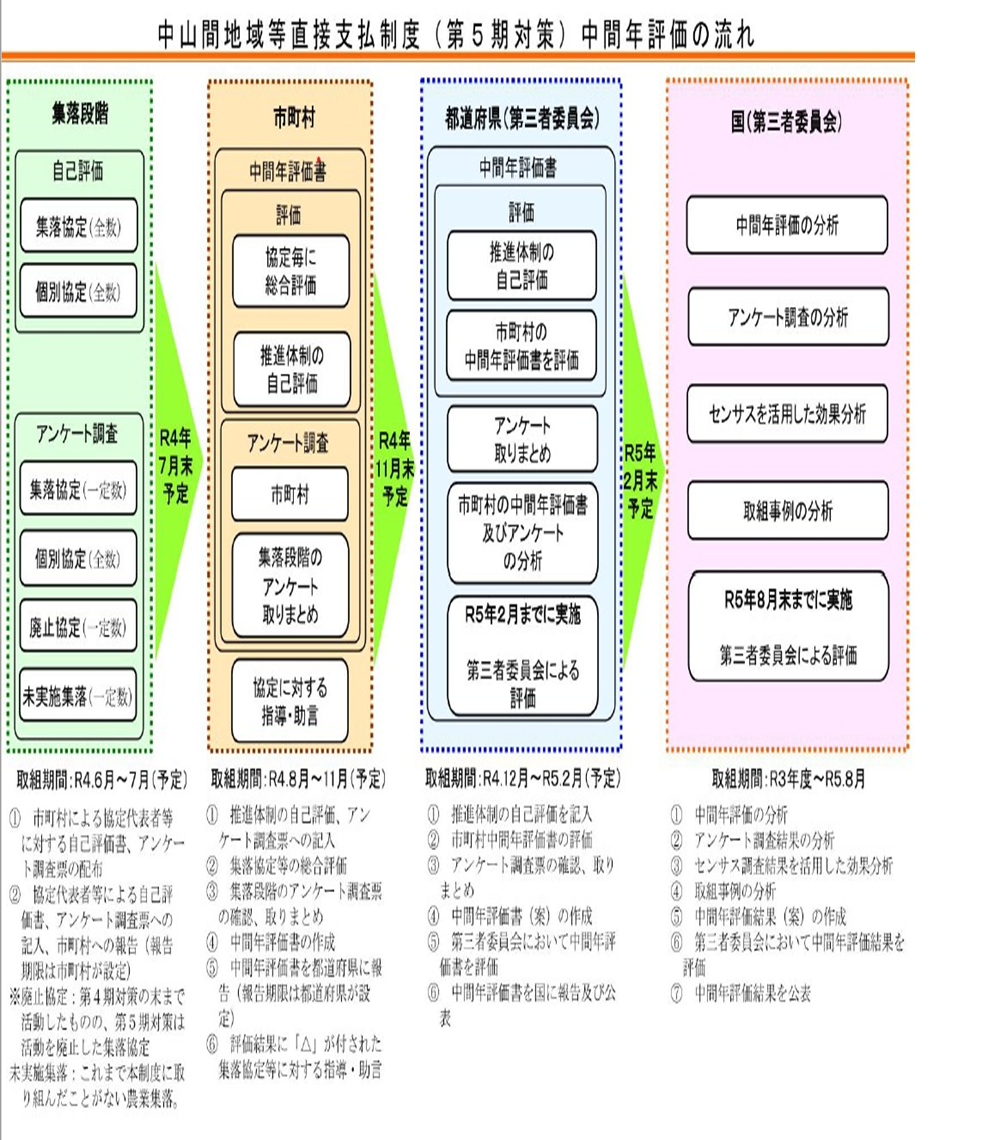 中山間地域等直接支払制度（第５期対策）中間年評価の流れ
集落段階
自己評価
集落協定(全数)
個別協定(全数)
アンケート調査
集落協定(一定数)
個別協定(全数)
廃止協定(一定数)
未実施集落(一定数)
R4年
7月末
予定
市町村
中間年評価書
評価
協定毎に
総合評価
推進体制の
自己評価
アンケート調査
市町村
集落段階の
アンケート
取りまとめ
協定に対する
指導・助言
R4年
11月末
予定
都道府県(第三者委員会)
中間年評価書
評価
推進体制の
自己評価
市町村の
中間年評価書を評価
アンケート
取りまとめ
市町村の中間年評価書
及びアンケート
の分析
R5年2月までに実施
第三者委員会による
評価
R5年
2月末
予定
国(第三者委員会)
中間年評価の分析
アンケート調査の分析
センサスを活用した効果分析
取組事例の分析
R5年8月末までに実施
第三者委員会による評価
取組期間：R4.6月～7月(予定)
① 市町村による協定代表者等
に対する自己評価書、アンケー
ト調査票の配布
② 協定代表者等による自己評
価書、アンケート調査票への
記入、市町村への報告（報告
期限は市町村が設定）
※廃止協定：第４期対策の末まで
活動したものの、第５期対策は
活動を廃止した集落協定
未実施集落：これまで本制度に取
り組んだことがない農業集落。
取組期間：R4.8月～11月(予定)
① 推進体制の自己評価、アン
ケート調査票への記入
② 集落協定等の総合評価
③ 集落段階のアンケート調査票
の確認、取りまとめ
④ 中間年評価書の作成
⑤ 中間年評価書を都道府県に報
告（報告期限は都道府県が設
定）
⑥ 評価結果に「△」が付された
集落協定等に対する指導・助言
取組期間：R4.12月～R5.2月(予定)
① 推進体制の自己評価を記入
② 市町村中間年評価書の評価
③ アンケート調査票の確認、取り
まとめ
④ 中間年評価書（案）の作成
⑤ 第三者委員会において中間年評
価書を評価
⑥ 中間年評価書を国に報告及び公
表
取組期間：R3年度～R5.8月
① 中間年評価の分析
② アンケート調査結果の分析
③ センサス調査結果を活用した効果分析
④ 取組事例の分析
⑤ 中間年評価結果（案）の作成
⑥ 第三者委員会において中間年評価結果を
評価
⑦ 中間年評価結果を公表